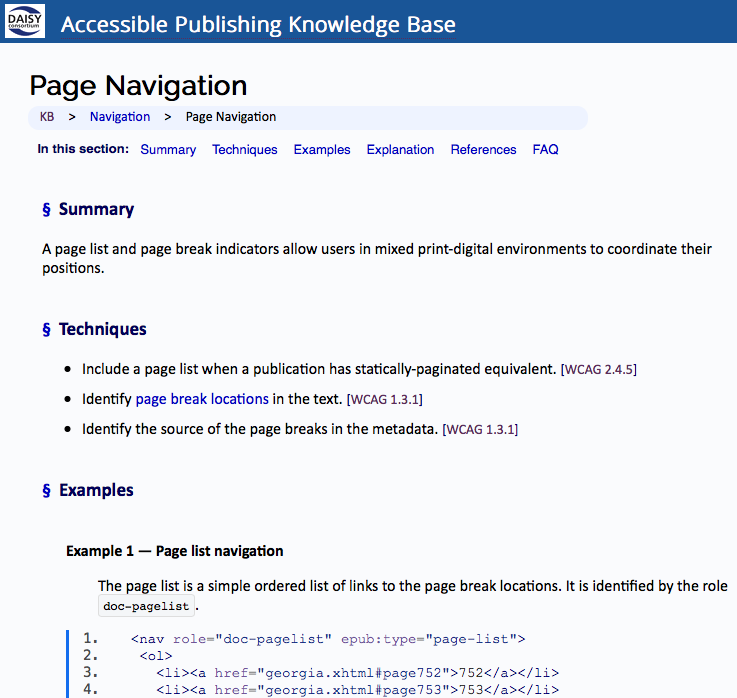 DAISY
consortium
Accessible Publishing Knowledge Base
Page Navigation
KB > Navigation > Page Navigation
In this section: Summary Techniques Examples Explanation References FAQ
§ Summary
A page list and page break indicators allow users in mixed print-digital environments to coordinate their
positions.
§ Techniques
• Include a page list when a publication has statically-paginated equivalent. [WCAG 2.4.5]
• Identify page break locations in the text. [WCAG 1.3.1]
• Identify the source of the page breaks in the metadata. [WCAG 1.3.1]
§ Examples
Example 1 — Page list navigation
The page list is a simple ordered list of links to the page break locations. It is identified by the role
doc-pagelist.
1. <nav role="doc-pagelist" epub:type="page-list">
2. <ol>
3. <li><a href="georgia.xhtml#page752">752</a></li>
4. <li><a href="georgia.xhtml#page753">753</a></li>